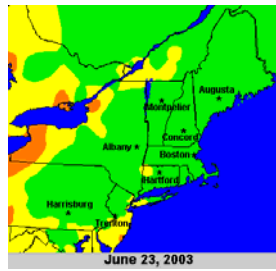 Augusta
Montpelier
Concord
Albany
Boston
Hartford
Harrisburg
Trenton
June 23, 2003